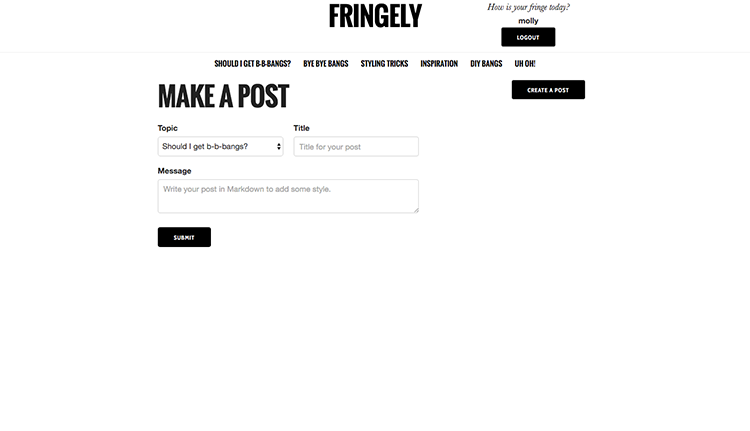 FRINGELY
How is your fringe today?
molly
LOGOUT
SHOULD I GET B-B-BANGS? BYE BYE BANGS STYLING TRICKS INSPIRATION DIY BANGS UH OH!
MAKE A POST
CREATE A POST
Topic Title
Should I get b-b-bangs? Title for your post
Message
Write your post in Markdown to add some style.
SUBMIT